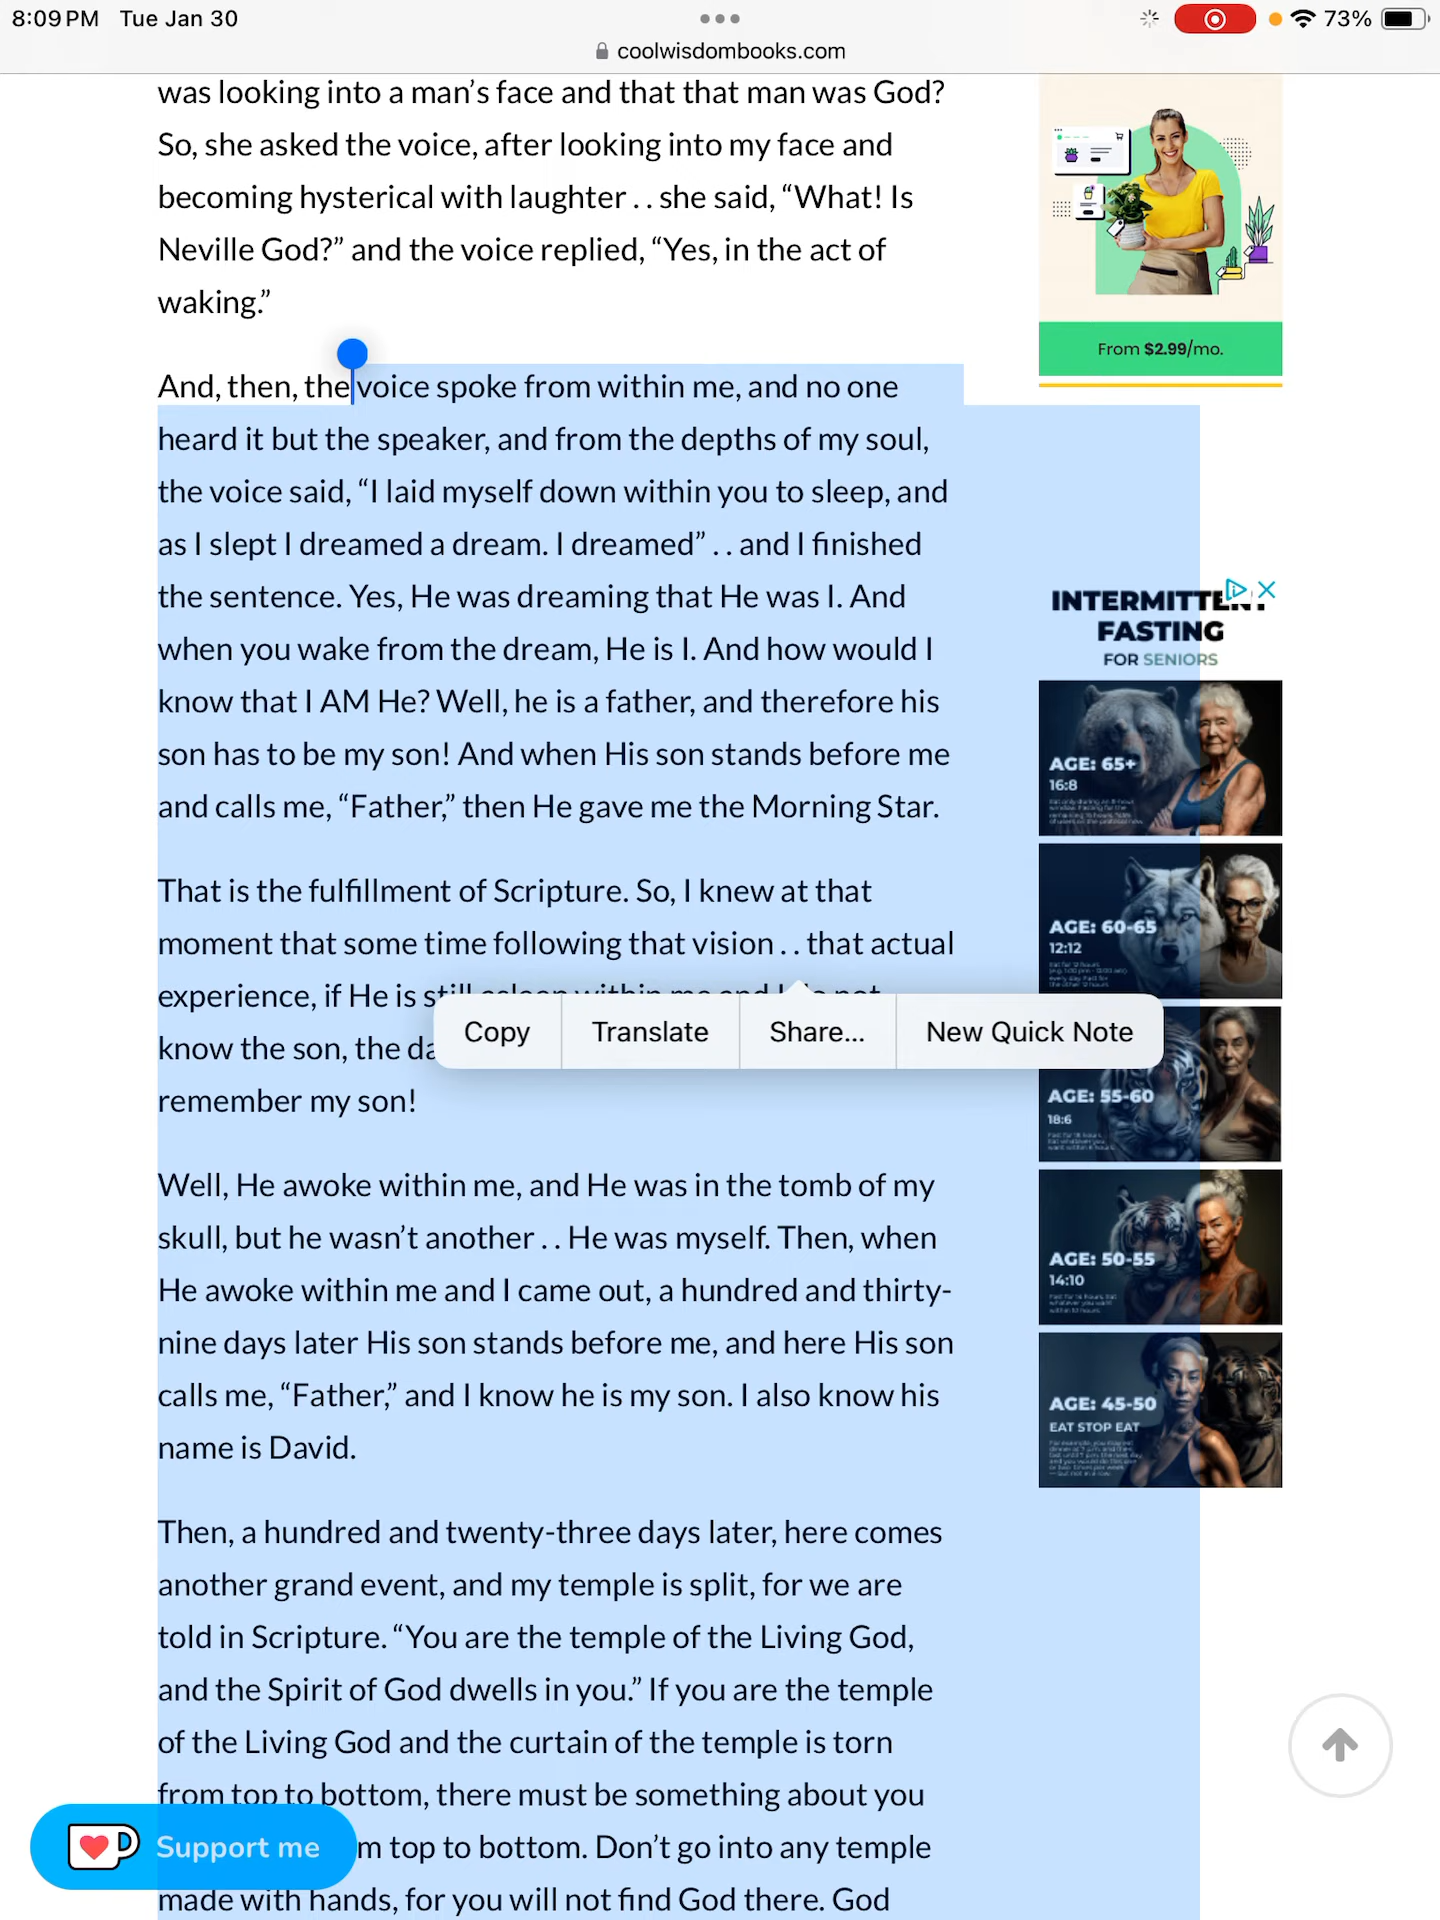 8:09 PM Tue Jan 30
73%
coolwisdombooks.com
was looking into a man’s face and that that man was God?
So, she asked the voice, after looking into my face and
becoming hysterical with laughter . . she said, “What! Is
Neville God?” and the voice replied, “Yes, in the act of
waking.”
And, then, the voice spoke from within me, and no one
heard it but the speaker, and from the depths of my soul,
the voice said, “I laid myself down within you to sleep, and
as I slept I dreamed a dream. I dreamed” . . and I finished
the sentence. Yes, He was dreaming that He was I. And
when you wake from the dream, He is I. And how would I
know that I AM He? Well, he is a father, and therefore his
son has to be my son! And when His son stands before me
and calls me, “Father,” then He gave me the Morning Star.
That is the fulfillment of Scripture. So, I knew at that
moment that some time following that vision . . that actual
experience, if He is still asleep within me and
know the son, the
remember my son!
Copy
Translate
Share...
New Quick Note
Well, He awoke within me, and He was in the tomb of my
skull, but he wasn’t another . . He was myself. Then, when
He awoke within me and I came out, a hundred and thirty-
nine days later His son stands before me, and here His son
calls me, “Father,” and I know he is my son. I also know his
name is David.
Then, a hundred and twenty-three days later, here comes
another grand event, and my temple is split, for we are
told in Scripture. “You are the temple of the Living God,
and the Spirit of God dwells in you.” If you are the temple
of the Living God and the curtain of the temple is torn
from top to bottom, there must be something about you
top to bottom. Don’t go into any temple
made with hands, for you will not find God there. God
Support me
From $2.99/mo.
INTERMITTENT
FASTING
FOR SENIORS
AGE: 65+
16:8
AGE: 60-65
12:12
AGE: 55-60
18:6
AGE: 50-55
14:10
AGE: 45-50
EAT STOP EAT